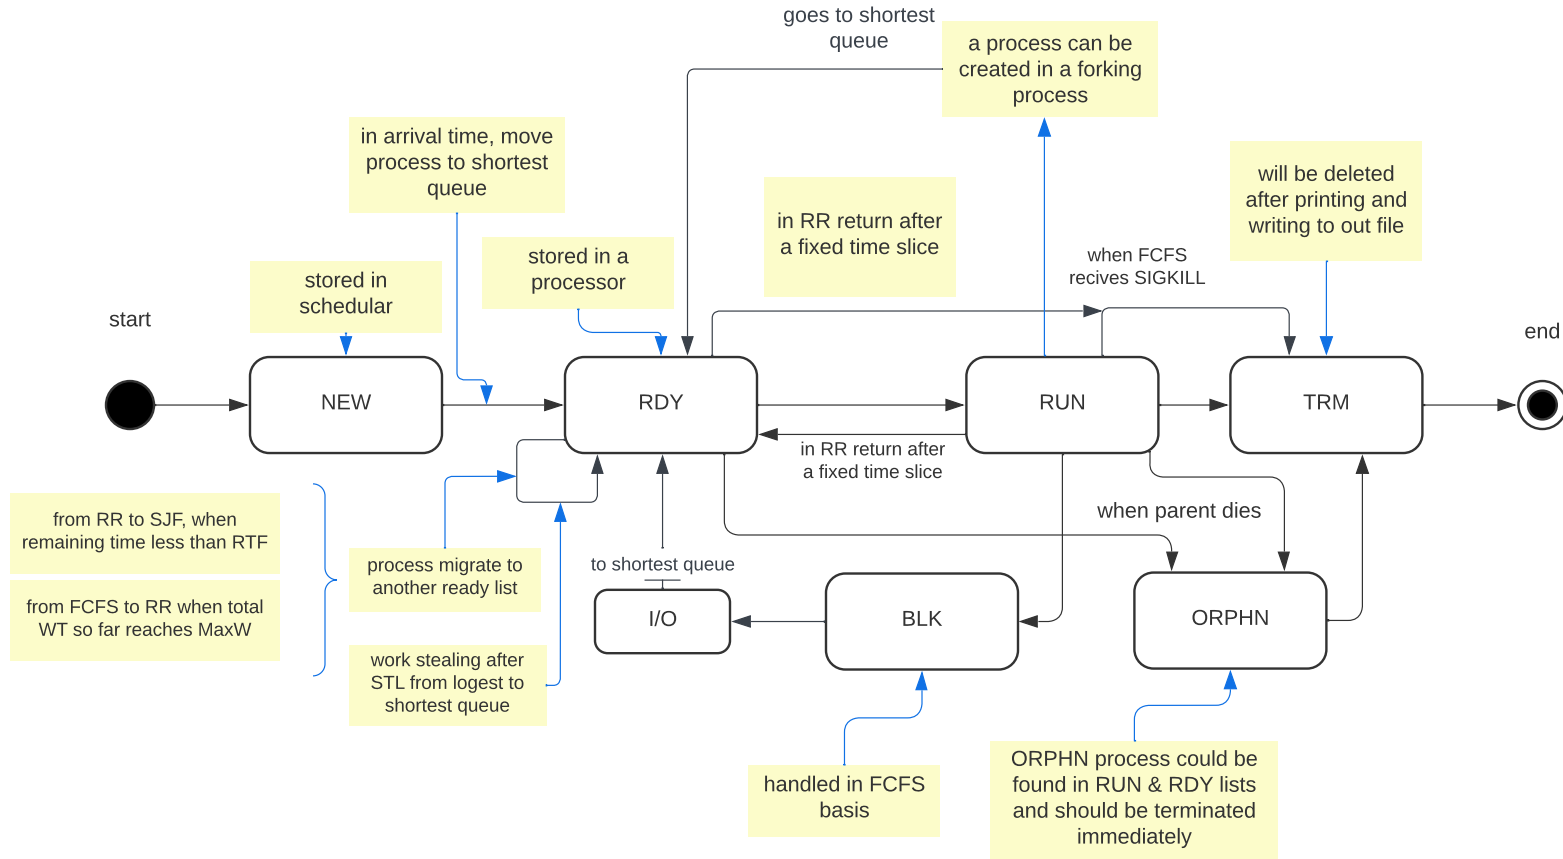 goes to shortest
queue
a process can be
created in a forking
process
in arrival time, move
process to shortest
queue
will be deleted
after printing and
writing to out file
in RR return after
a fixed time slice
stored in a
processor
when FCFS
recives SIGKILL
stored in
schedular
start
end
NEW
RDY
RUN
TRM
in RR return after
a fixed time slice
when parent dies
from RR to SJF, when
remaining time less than RTF
process migrate to
another ready list
to shortest queue
from FCFS to RR when total
WT so far reaches MaxW
I/O
BLK
ORPHN
work stealing after
STL from logest to
shortest queue
handled in FCFS
basis
ORPHN process could be
found in RUN & RDY lists
and should be terminated
immediately